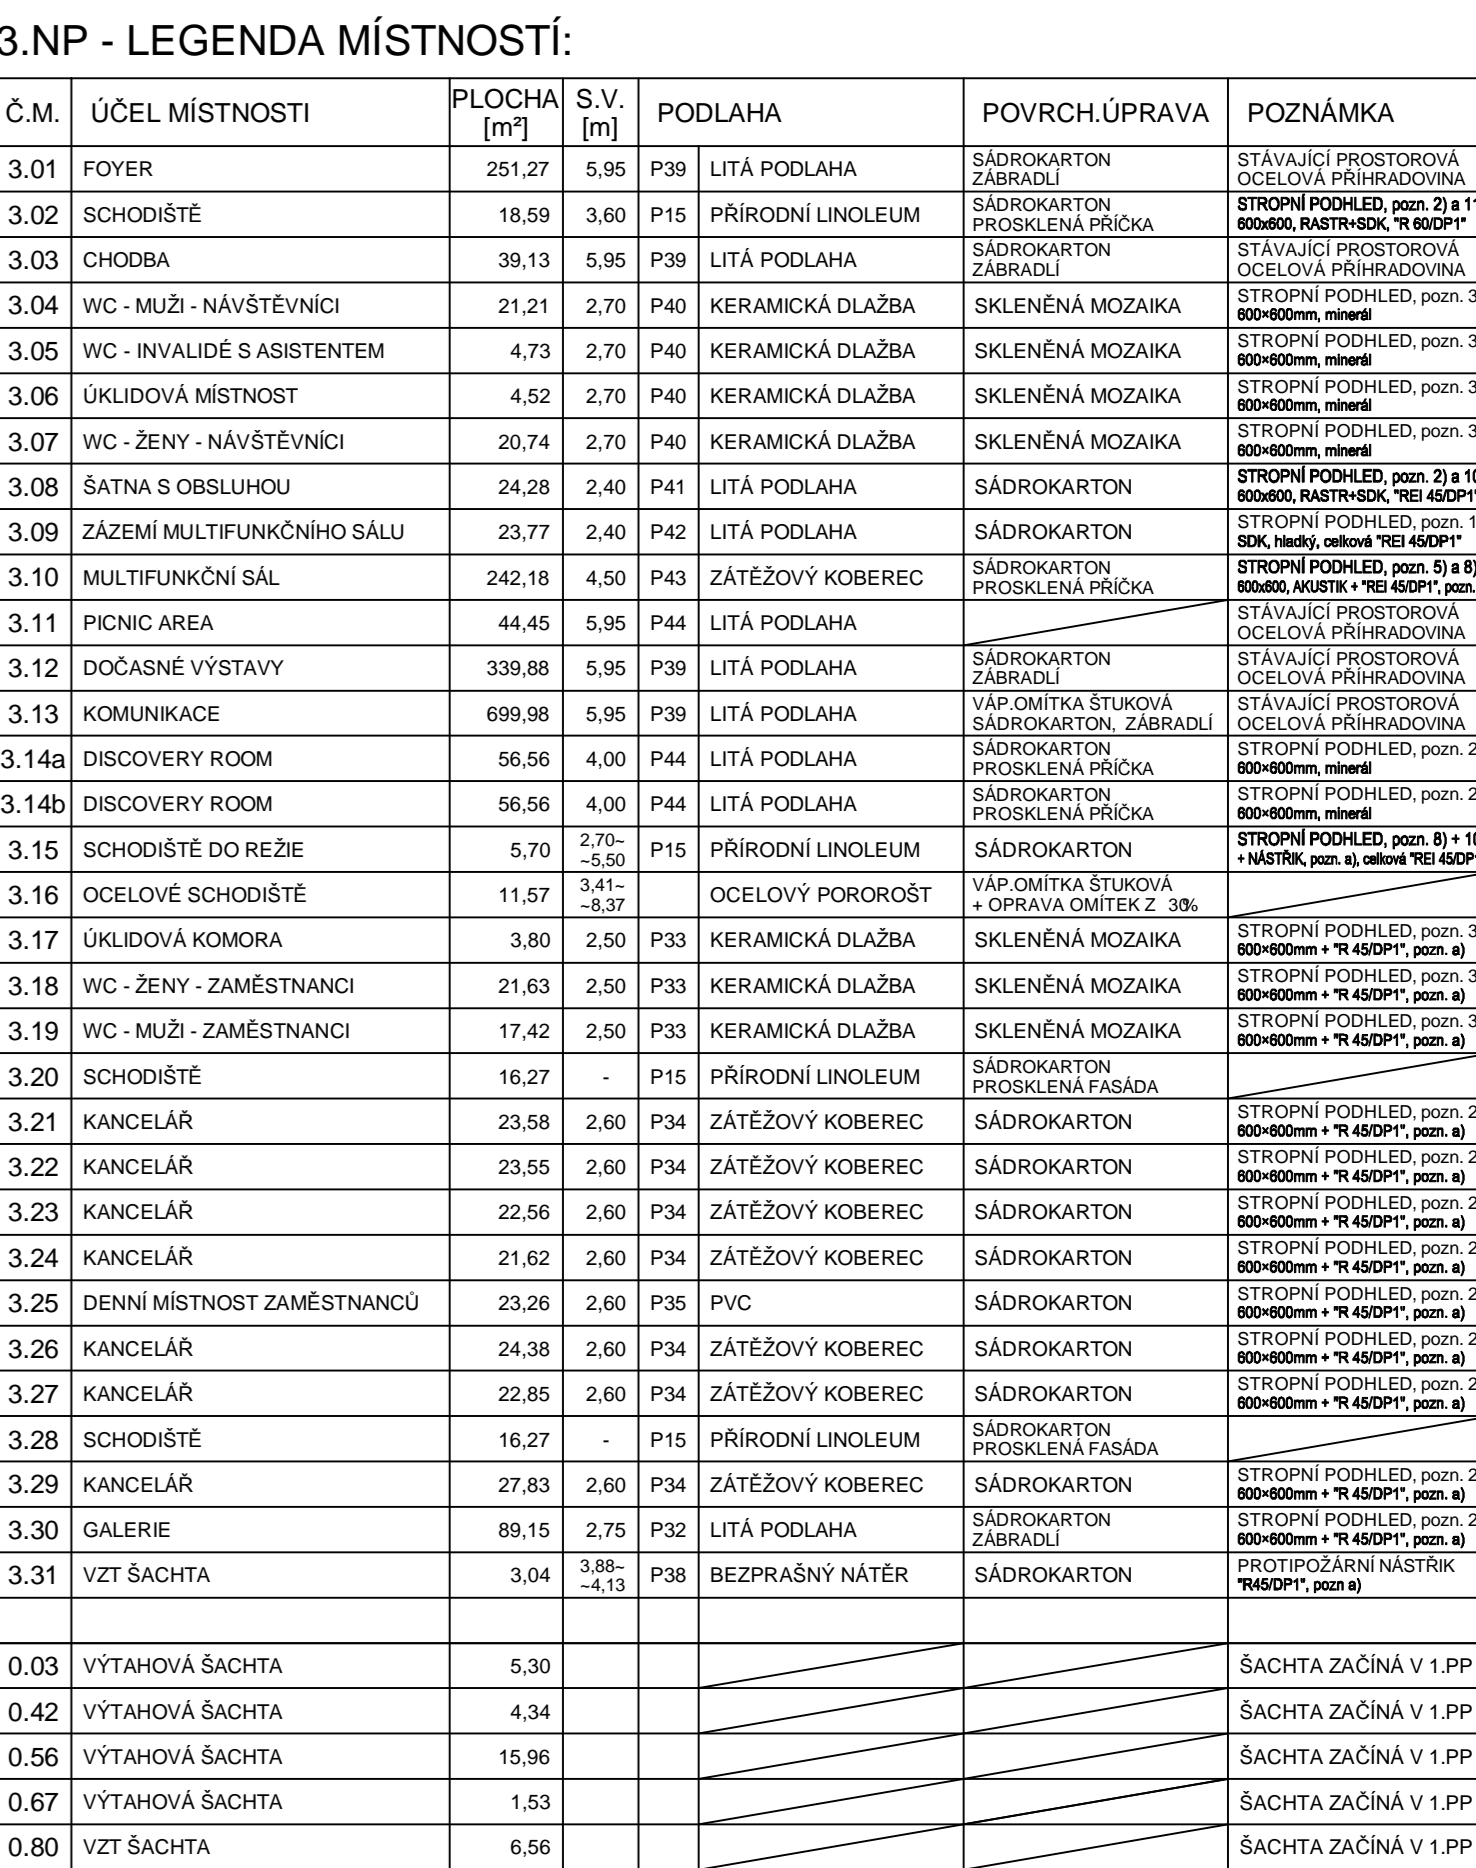 3.NP - LEGENDA MÍSTNOSTÍ:
Č.M. ÚČEL MÍSTNOSTI PLOCHA [m²] S.V. [m] PODLAHA POVRCH.ÚPRAVA POZNÁMKA
3.01 FOYER 251,27 5,95 P39 LITÁ PODLAHA SÁDROKARTON ZÁBRADLÍ STÁVAJÍCÍ PROSTOROVÁ OCELOVÁ PŘÍHRADOVINA
3.02 SCHODIŠTĚ 18,59 3,60 P15 PŘÍRODNÍ LINOLEUM SÁDROKARTON PROSKLENÁ PŘÍČKA STROPNÍ PODHLED, pozn. 2) a 11 600x600, RASTR+SDK, "R 60/DP1"
3.03 CHODBA 39,13 5,95 P39 LITÁ PODLAHA SÁDROKARTON ZÁBRADLÍ STÁVAJÍCÍ PROSTOROVÁ OCELOVÁ PŘÍHRADOVINA
3.04 WC - MUŽI - NÁVŠTĚVNÍCI 21,21 2,70 P40 KERAMICKÁ DLAŽBA SKLENĚNÁ MOZAIKA STROPNÍ PODHLED, pozn. 3 600×600mm, minerál
3.05 WC - INVALIDÉ S ASISTENTEM 4,73 2,70 P40 KERAMICKÁ DLAŽBA SKLENĚNÁ MOZAIKA STROPNÍ PODHLED, pozn. 3 600×600mm, minerál
3.06 ÚKLIDOVÁ MÍSTNOST 4,52 2,70 P40 KERAMICKÁ DLAŽBA SKLENĚNÁ MOZAIKA STROPNÍ PODHLED, pozn. 3 600×600mm, minerál
3.07 WC - ŽENY - NÁVŠTĚVNÍCI 20,74 2,70 P40 KERAMICKÁ DLAŽBA SKLENĚNÁ MOZAIKA STROPNÍ PODHLED, pozn. 3 600×600mm, minerál
3.08 ŠATNA S OBSLUHOU 24,28 2,40 P41 LITÁ PODLAHA SÁDROKARTON STROPNÍ PODHLED, pozn. 2) a 10 600x600, RASTR+SDK, "REI 45/DP1"
3.09 ZÁZEMÍ MULTIFUNKČNÍHO SÁLU 23,77 2,40 P42 LITÁ PODLAHA SÁDROKARTON STROPNÍ PODHLED, pozn. 1 SDK, hladký, celková "REI 45/DP1"
3.10 MULTIFUNKČNÍ SÁL 242,18 4,50 P43 ZÁTĚŽOVÝ KOBEREC SÁDROKARTON PROSKLENÁ PŘÍČKA STROPNÍ PODHLED, pozn. 5) a 8) 600x600, AKUSTIK + "REI 45/DP1", pozn.
3.11 PICNIC AREA 44,45 5,95 P44 LITÁ PODLAHA STÁVAJÍCÍ PROSTOROVÁ OCELOVÁ PŘÍHRADOVINA
3.12 DOČASNÉ VÝSTAVY 339,88 5,95 P39 LITÁ PODLAHA SÁDROKARTON ZÁBRADLÍ STÁVAJÍCÍ PROSTOROVÁ OCELOVÁ PŘÍHRADOVINA
3.13 KOMUNIKACE 699,98 5,95 P39 LITÁ PODLAHA VÁP.OMÍTKA ŠTUKOVÁ SÁDROKARTON, ZÁBRADLÍ STÁVAJÍCÍ PROSTOROVÁ OCELOVÁ PŘÍHRADOVINA
3.14a DISCOVERY ROOM 56,56 4,00 P44 LITÁ PODLAHA SÁDROKARTON PROSKLENÁ PŘÍČKA STROPNÍ PODHLED, pozn. 2 600×600mm, minerál
3.14b DISCOVERY ROOM 56,56 4,00 P44 LITÁ PODLAHA SÁDROKARTON PROSKLENÁ PŘÍČKA STROPNÍ PODHLED, pozn. 2 600×600mm, minerál
3.15 SCHODIŠTĚ DO REŽIE 5,70 2,70~ ~5,50 P15 PŘÍRODNÍ LINOLEUM SÁDROKARTON STROPNÍ PODHLED, pozn. 8) + 10 + NÁSTŘIK, pozn. a), celková "REI 45/DP1
3.16 OCELOVÉ SCHODIŠTĚ 11,57 3,41~ ~8,37 OCELOVÝ POROROŠT VÁP.OMÍTKA ŠTUKOVÁ + OPRAVA OMÍTEK Z 30%
3.17 ÚKLIDOVÁ KOMORA 3,80 2,50 P33 KERAMICKÁ DLAŽBA SKLENĚNÁ MOZAIKA STROPNÍ PODHLED, pozn. 3 600×600mm + "R 45/DP1", pozn. a)
3.18 WC - ŽENY - ZAMĚSTNANCI 21,63 2,50 P33 KERAMICKÁ DLAŽBA SKLENĚNÁ MOZAIKA STROPNÍ PODHLED, pozn. 3 600×600mm + "R 45/DP1", pozn. a)
3.19 WC - MUŽI - ZAMĚSTNANCI 17,42 2,50 P33 KERAMICKÁ DLAŽBA SKLENĚNÁ MOZAIKA STROPNÍ PODHLED, pozn. 3 600×600mm + "R 45/DP1", pozn. a)
3.20 SCHODIŠTĚ 16,27 - P15 PŘÍRODNÍ LINOLEUM SÁDROKARTON PROSKLENÁ FASÁDA
3.21 KANCELÁŘ 23,58 2,60 P34 ZÁTĚŽOVÝ KOBEREC SÁDROKARTON STROPNÍ PODHLED, pozn. 2 600×600mm + "R 45/DP1", pozn. a)
3.22 KANCELÁŘ 23,55 2,60 P34 ZÁTĚŽOVÝ KOBEREC SÁDROKARTON STROPNÍ PODHLED, pozn. 2 600×600mm + "R 45/DP1", pozn. a)
3.23 KANCELÁŘ 22,56 2,60 P34 ZÁTĚŽOVÝ KOBEREC SÁDROKARTON STROPNÍ PODHLED, pozn. 2 600×600mm + "R 45/DP1", pozn. a)
3.24 KANCELÁŘ 21,62 2,60 P34 ZÁTĚŽOVÝ KOBEREC SÁDROKARTON STROPNÍ PODHLED, pozn. 2 600×600mm + "R 45/DP1", pozn. a)
3.25 DENNÍ MÍSTNOST ZAMĚSTNANCŮ 23,26 2,60 P35 PVC SÁDROKARTON STROPNÍ PODHLED, pozn. 2 600×600mm + "R 45/DP1", pozn. a)
3.26 KANCELÁŘ 24,38 2,60 P34 ZÁTĚŽOVÝ KOBEREC SÁDROKARTON STROPNÍ PODHLED, pozn. 2 600×600mm + "R 45/DP1", pozn. a)
3.27 KANCELÁŘ 22,85 2,60 P34 ZÁTĚŽOVÝ KOBEREC SÁDROKARTON STROPNÍ PODHLED, pozn. 2 600×600mm + "R 45/DP1", pozn. a)
3.28 SCHODIŠTĚ 16,27 - P15 PŘÍRODNÍ LINOLEUM SÁDROKARTON PROSKLENÁ FASÁDA
3.29 KANCELÁŘ 27,83 2,60 P34 ZÁTĚŽOVÝ KOBEREC SÁDROKARTON STROPNÍ PODHLED, pozn. 2 600×600mm + "R 45/DP1", pozn. a)
3.30 GALERIE 89,15 2,75 P32 LITÁ PODLAHA SÁDROKARTON ZÁBRADLÍ STROPNÍ PODHLED, pozn. 2 600×600mm + "R 45/DP1", pozn. a)
3.31 VZT ŠACHTA 3,04 3,88~ ~4,13 P38 BEZPRAŠNÝ NÁTĚR SÁDROKARTON PROTIPOŽÁRNÍ NÁSTŘIK "R45/DP1", pozn a)
0.03 VÝTAHOVÁ ŠACHTA 5,30 ŠACHTA ZAČÍNÁ V 1.PP
0.42 VÝTAHOVÁ ŠACHTA 4,34 ŠACHTA ZAČÍNÁ V 1.PP
0.56 VÝTAHOVÁ ŠACHTA 15,96 ŠACHTA ZAČÍNÁ V 1.PP
0.67 VÝTAHOVÁ ŠACHTA 1,53 ŠACHTA ZAČÍNÁ V 1.PP
0.80 VZT ŠACHTA 6,56 ŠACHTA ZAČÍNÁ V 1.PP